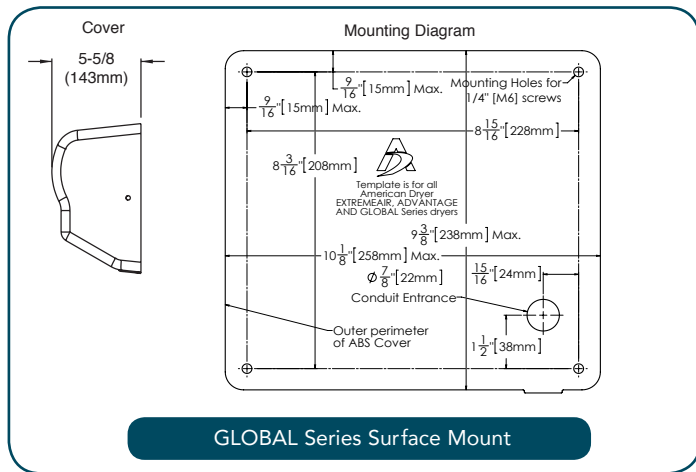 Cover
5-5/8
(143mm)
Mounting Diagram
9/16"[15mm] Max.
9/16"[15mm] Max.
Mounting Holes for
1/4" [M6] screws
8 15/16"[228mm]
8 3/16"[208mm]
AD
Template is for all
American Dryer
EXTREMEAIR, ADVANTAGE
AND GLOBAL Series dryers
9 3/8"[238mm] Max.
10 1/8"[258mm] Max.
Ø 7/8"[22mm]
15/16"[24mm]
Conduit Entrance
Outer perimeter
of ABS Cover
1 1/2"[38mm]
GLOBAL Series Surface Mount